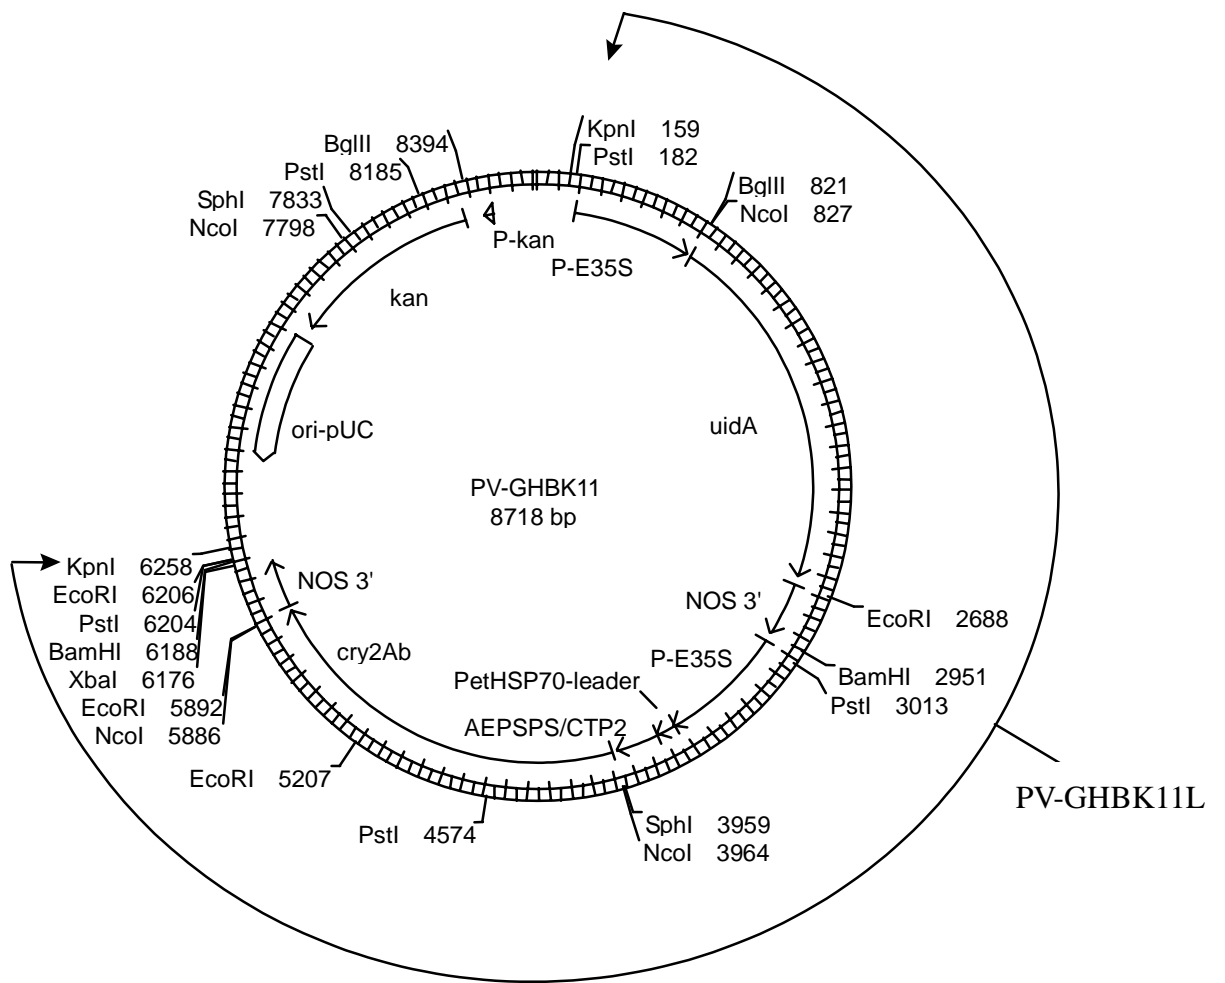 KpnI 159
PstI 182
BglII 8394
PstI 8185
SphI 7833
NcoI 7798
BglII 821
NcoI 827
P-kan
P-E35S
kan
uidA
ori-pUC
PV-GHBK11
8718 bp
KpnI 6258
EcoRI 6206
PstI 6204
BamHI 6188
XbaI 6176
EcoRI 5892
NcoI 5886
EcoRI 5207
PstI 4574
NOS 3'
cry2Ab
NOS 3'
P-E35S
PetHSP70-leader
AEPSPS/CTP2
EcoRI 2688
BamHI 2951
PstI 3013
SphI 3959
NcoI 3964
PV-GHBK11L